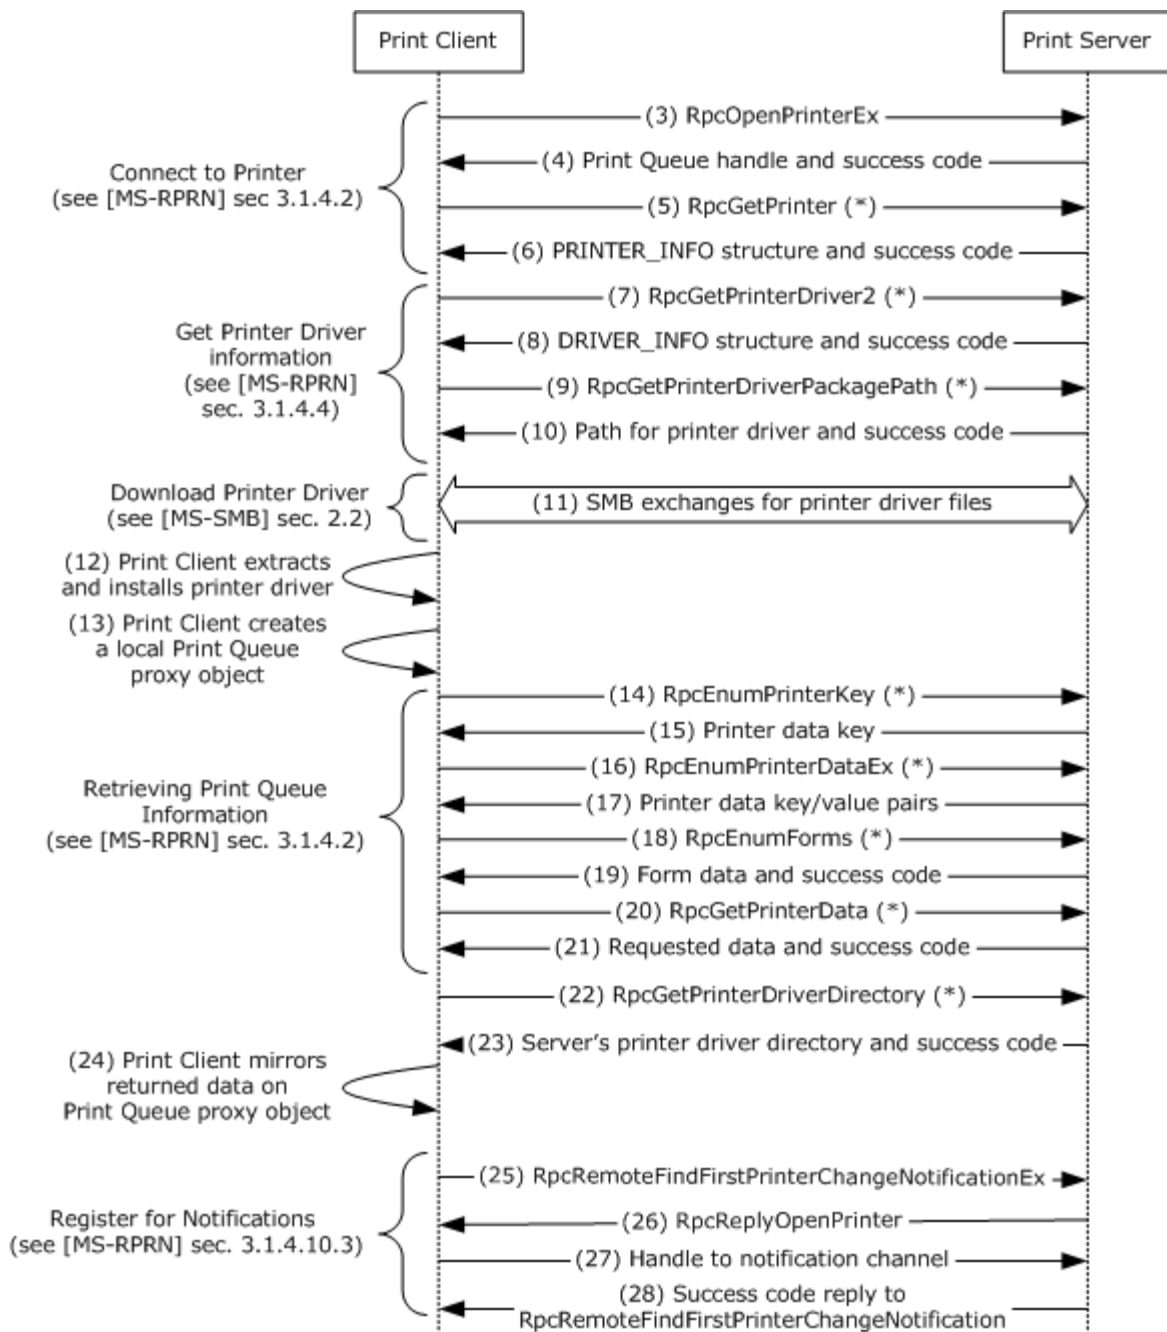 Print Client
Print Server
(3) RpcOpenPrinterEx
Connect to Printer
(see [MS-RPRN] sec 3.1.4.2)
(4) Print Queue handle and success code
(5) RpcGetPrinter (*)
(6) PRINTER_INFO structure and success code
Get Printer Driver
information
(see [MS-RPRN]
sec. 3.1.4.4)
(7) RpcGetPrinterDriver2 (*)
(8) DRIVER_INFO structure and success code
(9) RpcGetPrinterDriverPackagePath (*)
(10) Path for printer driver and success code
Download Printer Driver
(see [MS-SMB] sec. 2.2)
(11) SMB exchanges for printer driver files
(12) Print Client extracts
and installs printer driver
(13) Print Client creates
a local Print Queue
proxy object
(14) RpcEnumPrinterKey (*)
(15) Printer data key
(16) RpcEnumPrinterDataEx (*)
Retrieving Print Queue
Information
(see [MS-RPRN] sec. 3.1.4.2)
(17) Printer data key/value pairs
(18) RpcEnumForms (*)
(19) Form data and success code
(20) RpcGetPrinterData (*)
(21) Requested data and success code
(22) RpcGetPrinterDriverDirectory (*)
(23) Server's printer driver directory and success code
(24) Print Client mirrors
returned data on
Print Queue proxy object
(25) RpcRemoteFindFirstPrinterChangeNotificationEx
Register for Notifications
(see [MS-RPRN] sec. 3.1.4.10.3)
(26) RpcReplyOpenPrinter
(27) Handle to notification channel
(28) Success code reply to
RpcRemoteFindFirstPrinterChangeNotification